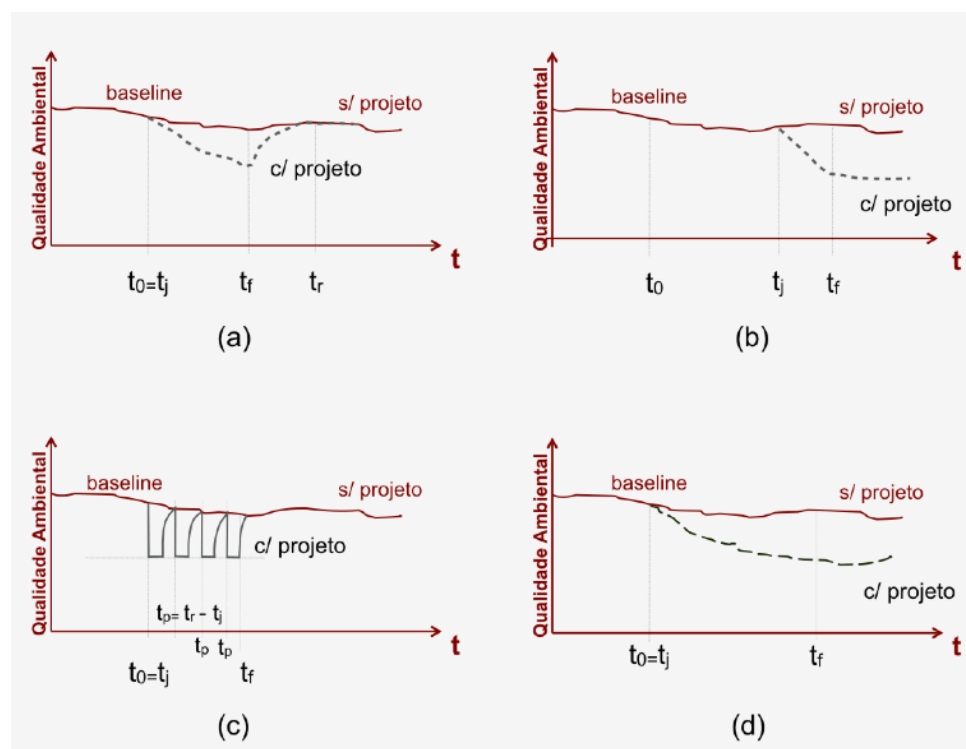 Qualidade Ambiental
baseline
s/ projeto
c/ projeto
t
t0=tj
tf
tr
(a)
Qualidade Ambiental
baseline
s/ projeto
c/ projeto
t
t0
tj
tf
(b)
Qualidade Ambiental
baseline
s/ projeto
c/ projeto
tp= tr - tj
t
tp tp
t0=tj
tf
(c)
Qualidade Ambiental
baseline
s/ projeto
c/ projeto
t
t0=tj
tf
(d)